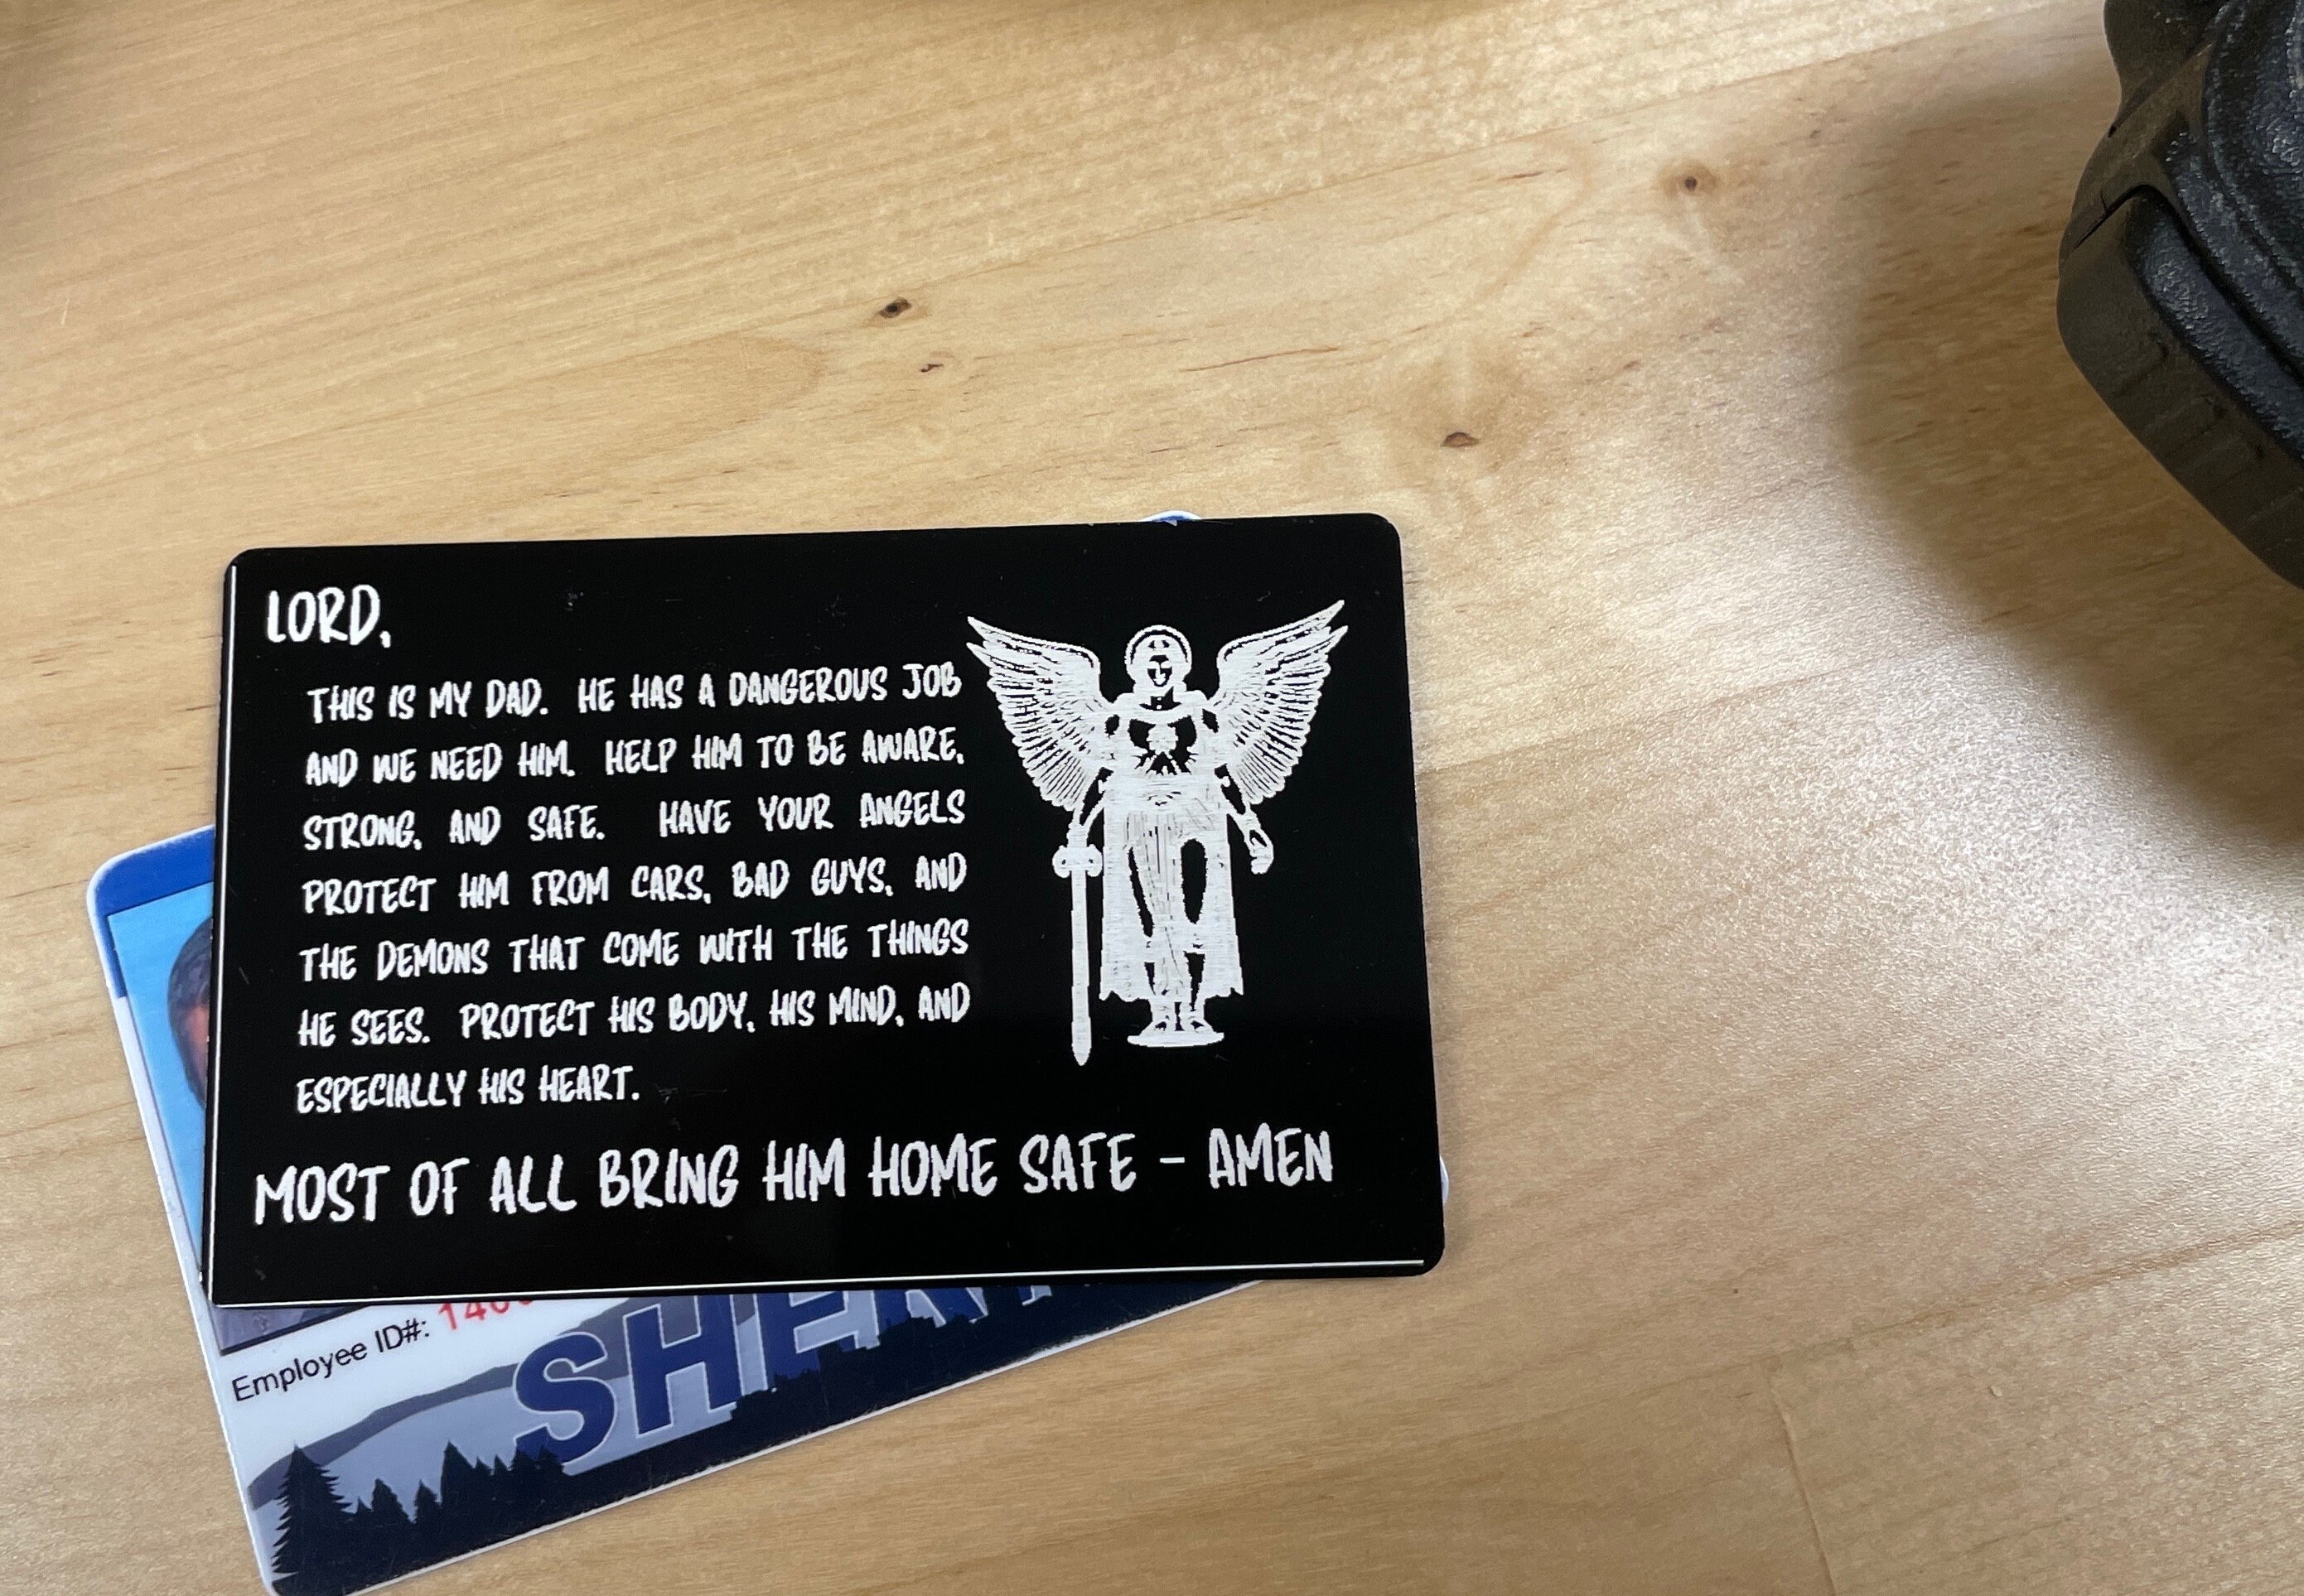 LORD,
THIS IS MY DAD. HE HAS A DANGEROUS JOB
AND WE NEED HIM. HELP HIM TO BE AWARE,
STRONG, AND SAFE. HAVE YOUR ANGELS
PROTECT HIM FROM CARS, BAD GUYS, AND
THE DEMONS THAT COME WITH THE THINGS
HE SEES. PROTECT HIS BODY, HIS MIND, AND
ESPECIALLY HIS HEART.
MOST OF ALL BRING HIM HOME SAFE - AMEN
Employee ID#: